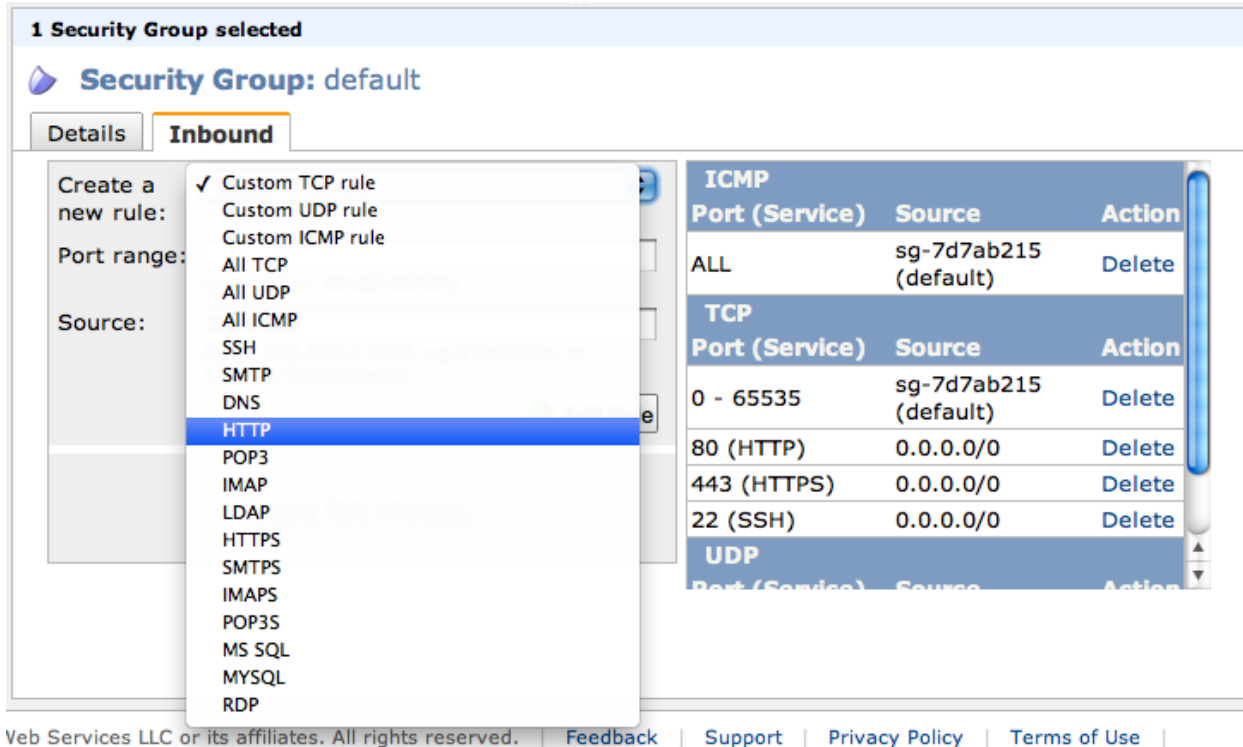 1 Security Group selected
Security Group: default
Details Inbound
Create a new rule:
Port range:
Source:
✓ Custom TCP rule
Custom UDP rule
Custom ICMP rule
All TCP
All UDP
All ICMP
SSH
SMTP
DNS
HTTP
POP3
IMAP
LDAP
HTTPS
SMTPS
IMAPS
POP3S
MS SQL
MYSQL
RDP
ICMP
Port (Service) Source Action
ALL sg-7d7ab215 (default) Delete
TCP
Port (Service) Source Action
0 - 65535 sg-7d7ab215 (default) Delete
80 (HTTP) 0.0.0.0/0 Delete
443 (HTTPS) 0.0.0.0/0 Delete
22 (SSH) 0.0.0.0/0 Delete
UDP
Port (Service) Source Action
Web Services LLC or its affiliates. All rights reserved. | Feedback | Support | Privacy Policy | Terms of Use |